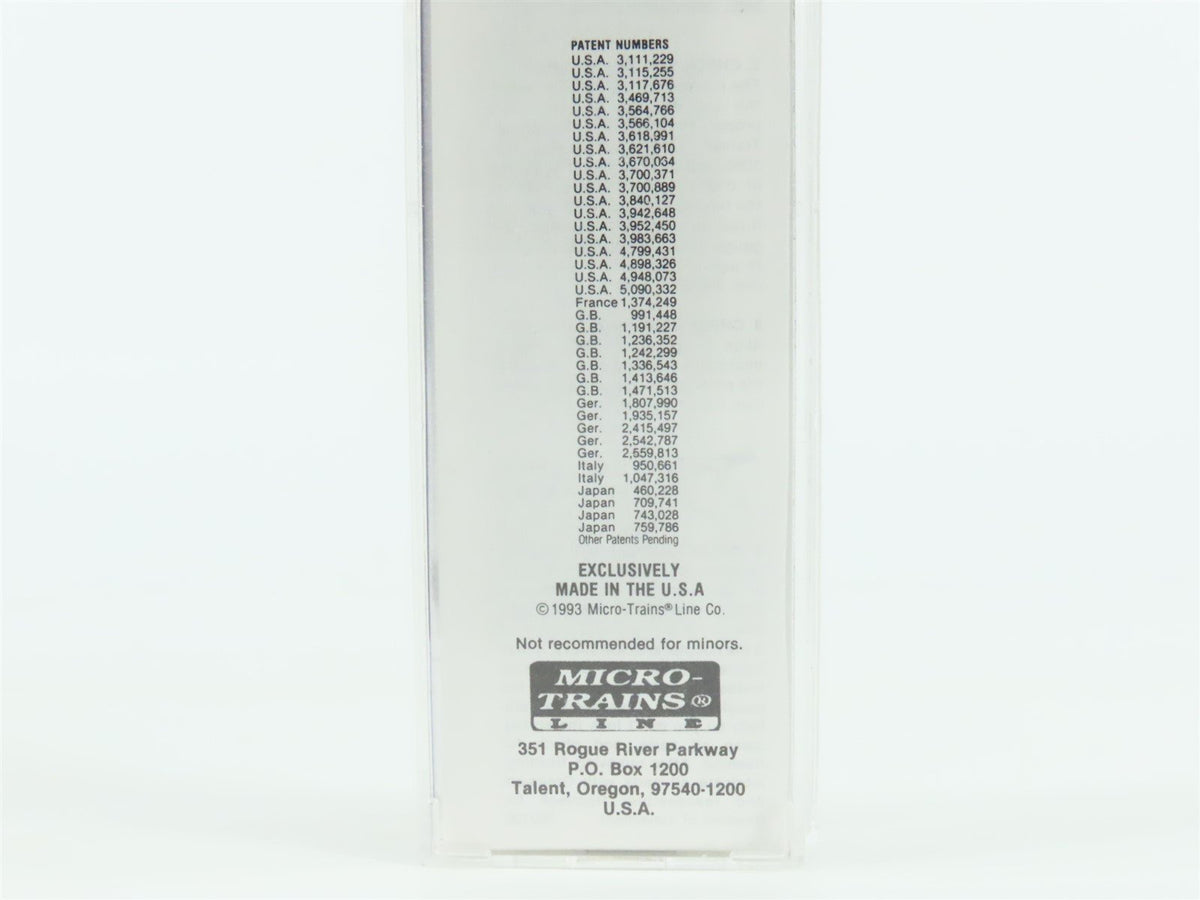 PATENT NUMBERS
U.S.A. 3,111,229
U.S.A. 3,115,255
U.S.A. 3,117,676
U.S.A. 3,469,713
U.S.A. 3,564,766
U.S.A. 3,566,104
U.S.A. 3,618,991
U.S.A. 3,621,610
U.S.A. 3,670,034
U.S.A. 3,700,371
U.S.A. 3,700,889
U.S.A. 3,840,127
U.S.A. 3,942,648
U.S.A. 3,952,450
U.S.A. 3,983,663
U.S.A. 4,799,431
U.S.A. 4,898,326
U.S.A. 4,948,073
U.S.A. 5,090,332
France 1,374,249
G.B. 991,448
G.B. 1,191,227
G.B. 1,236,352
G.B. 1,242,299
G.B. 1,336,543
G.B. 1,413,646
G.B. 1,471,513
Ger. 1,807,990
Ger. 1,935,157
Ger. 2,415,497
Ger. 2,542,787
Ger. 2,559,813
Italy 950,661
Italy 1,047,316
Japan 460,228
Japan 709,741
Japan 743,028
Japan 759,786
Other Patents Pending
EXCLUSIVELY
MADE IN THE U.S.A
©1993 Micro-Trains® Line Co.
Not recommended for minors.
MICRO-
TRAINS®
LINE
351 Rogue River Parkway
P.O. Box 1200
Talent, Oregon, 97540-1200
U.S.A.